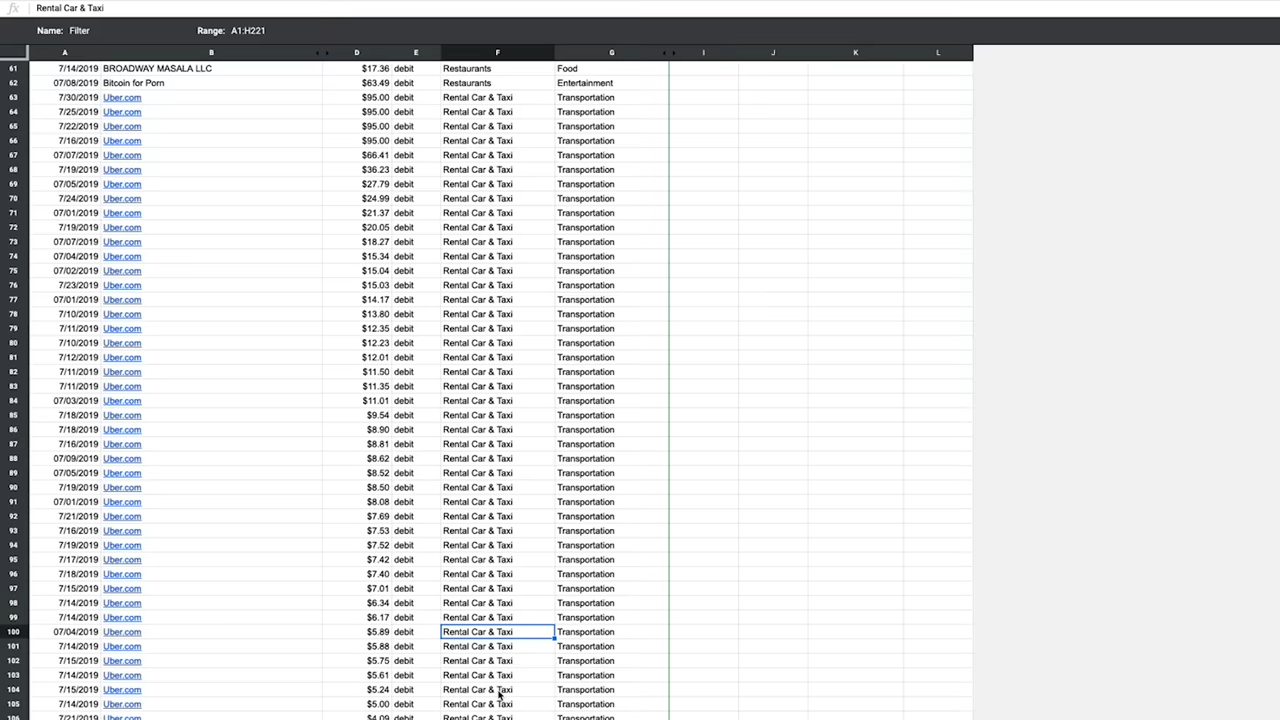 fx Rental Car & Taxi
Name: Filter Range: A1:H221
A B D E F G I J K L
61 7/14/2019 BROADWAY MASALA LLC $17.36 debit Restaurants Food
62 07/08/2019 Bitcoin for Porn $63.49 debit Restaurants Entertainment
63 7/30/2019 Uber.com $95.00 debit Rental Car & Taxi Transportation
64 7/25/2019 Uber.com $95.00 debit Rental Car & Taxi Transportation
65 7/22/2019 Uber.com $95.00 debit Rental Car & Taxi Transportation
66 7/16/2019 Uber.com $95.00 debit Rental Car & Taxi Transportation
67 07/07/2019 Uber.com $66.41 debit Rental Car & Taxi Transportation
68 7/19/2019 Uber.com $36.23 debit Rental Car & Taxi Transportation
69 07/05/2019 Uber.com $27.79 debit Rental Car & Taxi Transportation
70 7/24/2019 Uber.com $24.99 debit Rental Car & Taxi Transportation
71 07/01/2019 Uber.com $21.37 debit Rental Car & Taxi Transportation
72 7/19/2019 Uber.com $20.05 debit Rental Car & Taxi Transportation
73 07/07/2019 Uber.com $18.27 debit Rental Car & Taxi Transportation
74 07/04/2019 Uber.com $15.34 debit Rental Car & Taxi Transportation
75 07/02/2019 Uber.com $15.04 debit Rental Car & Taxi Transportation
76 7/23/2019 Uber.com $15.03 debit Rental Car & Taxi Transportation
77 07/01/2019 Uber.com $14.17 debit Rental Car & Taxi Transportation
78 7/10/2019 Uber.com $13.80 debit Rental Car & Taxi Transportation
79 7/11/2019 Uber.com $12.35 debit Rental Car & Taxi Transportation
80 7/10/2019 Uber.com $12.23 debit Rental Car & Taxi Transportation
81 7/12/2019 Uber.com $12.01 debit Rental Car & Taxi Transportation
82 7/11/2019 Uber.com $11.50 debit Rental Car & Taxi Transportation
83 7/11/2019 Uber.com $11.35 debit Rental Car & Taxi Transportation
84 07/03/2019 Uber.com $11.01 debit Rental Car & Taxi Transportation
85 7/18/2019 Uber.com $9.54 debit Rental Car & Taxi Transportation
86 7/18/2019 Uber.com $8.90 debit Rental Car & Taxi Transportation
87 7/16/2019 Uber.com $8.81 debit Rental Car & Taxi Transportation
88 07/09/2019 Uber.com $8.62 debit Rental Car & Taxi Transportation
89 07/05/2019 Uber.com $8.52 debit Rental Car & Taxi Transportation
90 7/19/2019 Uber.com $8.50 debit Rental Car & Taxi Transportation
91 07/01/2019 Uber.com $8.08 debit Rental Car & Taxi Transportation
92 7/21/2019 Uber.com $7.69 debit Rental Car & Taxi Transportation
93 7/16/2019 Uber.com $7.53 debit Rental Car & Taxi Transportation
94 7/19/2019 Uber.com $7.52 debit Rental Car & Taxi Transportation
95 7/17/2019 Uber.com $7.42 debit Rental Car & Taxi Transportation
96 7/18/2019 Uber.com $7.40 debit Rental Car & Taxi Transportation
97 7/15/2019 Uber.com $7.01 debit Rental Car & Taxi Transportation
98 7/14/2019 Uber.com $6.34 debit Rental Car & Taxi Transportation
99 7/14/2019 Uber.com $6.17 debit Rental Car & Taxi Transportation
100 07/04/2019 Uber.com $5.89 debit Rental Car & Taxi Transportation
101 7/14/2019 Uber.com $5.88 debit Rental Car & Taxi Transportation
102 7/15/2019 Uber.com $5.75 debit Rental Car & Taxi Transportation
103 7/14/2019 Uber.com $5.61 debit Rental Car & Taxi Transportation
104 7/15/2019 Uber.com $5.24 debit Rental Car & Taxi Transportation
105 7/14/2019 Uber.com $5.00 debit Rental Car & Taxi Transportation
106 7/21/2019 Uber.com $4.09 debit Rental Car & Taxi Transportation